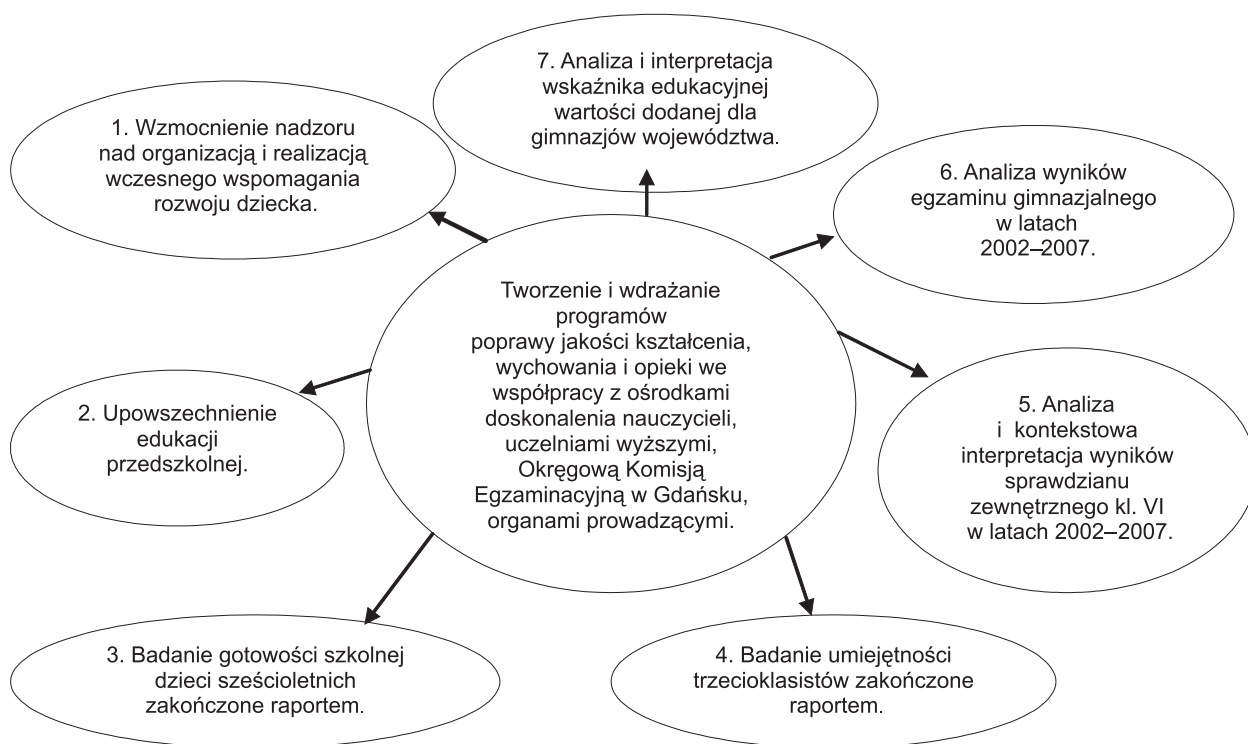 7. Analiza i interpretacja
wskaźnika edukacyjnej
wartości dodanej dla
gimnazjów województwa.
1. Wzmocnienie nadzoru
nad organizacją i realizacją
wczesnego wspomagania
rozwoju dziecka.
6. Analiza wyników
egzaminu gimnazjalnego
w latach
2002–2007.
Tworzenie i wdrażanie
programów
poprawy jakości kształcenia,
wychowania i opieki we
współpracy z ośrodkami
doskonalenia nauczycieli,
uczelniami wyższymi,
Okręgową Komisją
Egzaminacyjną w Gdańsku,
organami prowadzącymi.
2. Upowszechnienie
edukacji
przedszkolnej.
5. Analiza
i kontekstowa
interpretacja wyników
sprawdzianu
zewnętrznego kl. VI
w latach 2002–2007.
3. Badanie gotowości szkolnej
dzieci sześcioletnich
zakończone raportem.
4. Badanie umiejętności
trzecioklasistów zakończone
raportem.